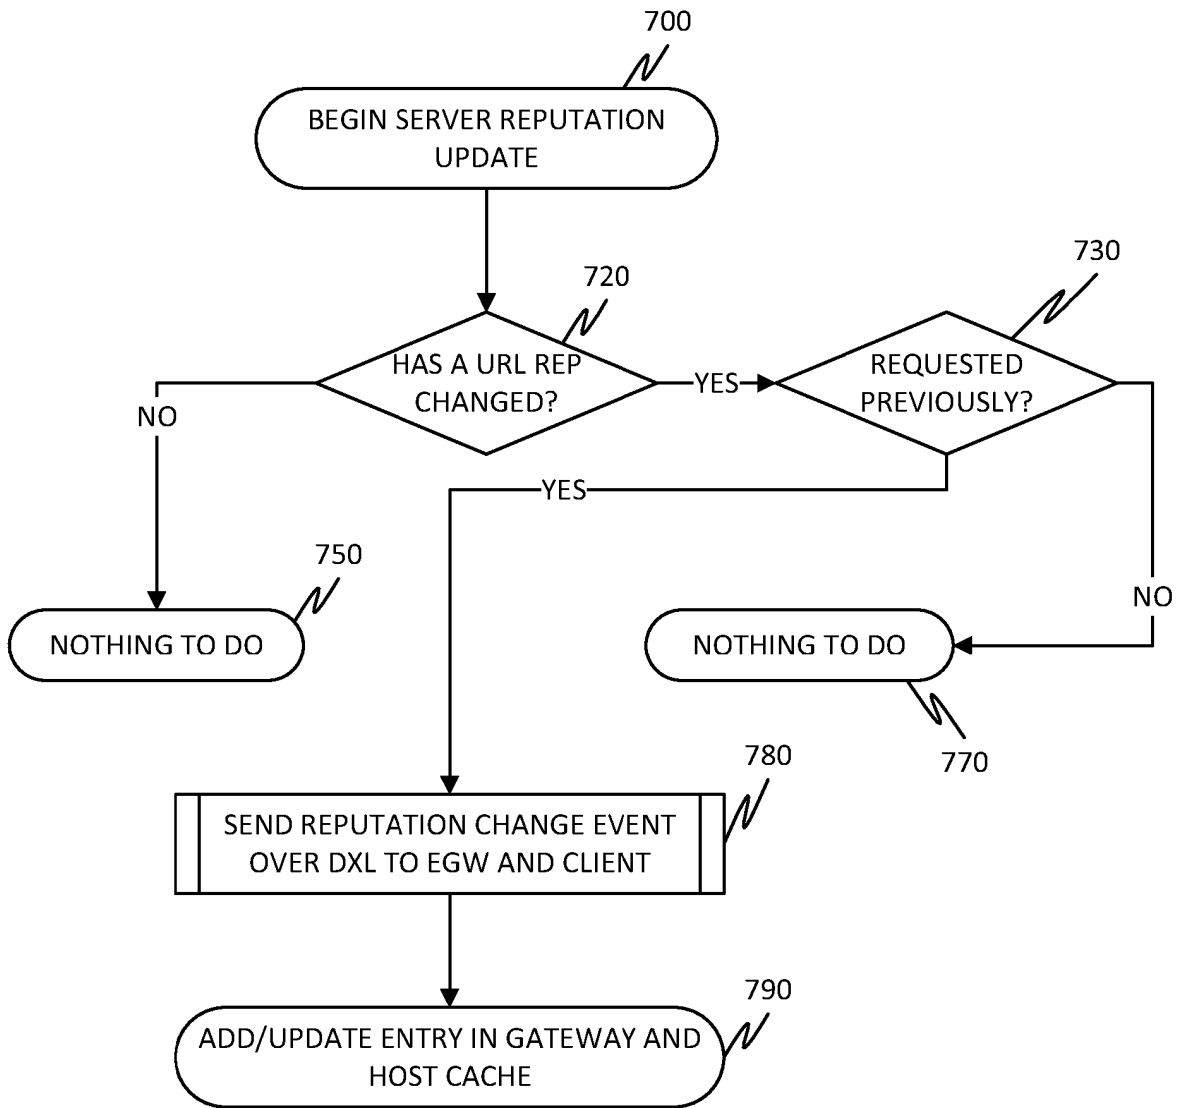 700
BEGIN SERVER REPUTATION
UPDATE
720
730
HAS A URL REP
CHANGED?
YES
REQUESTED
PREVIOUSLY?
NO
YES
750
NO
NOTHING TO DO
NOTHING TO DO
770
780
SEND REPUTATION CHANGE EVENT
OVER DXL TO EGW AND CLIENT
790
ADD/UPDATE ENTRY IN GATEWAY AND
HOST CACHE